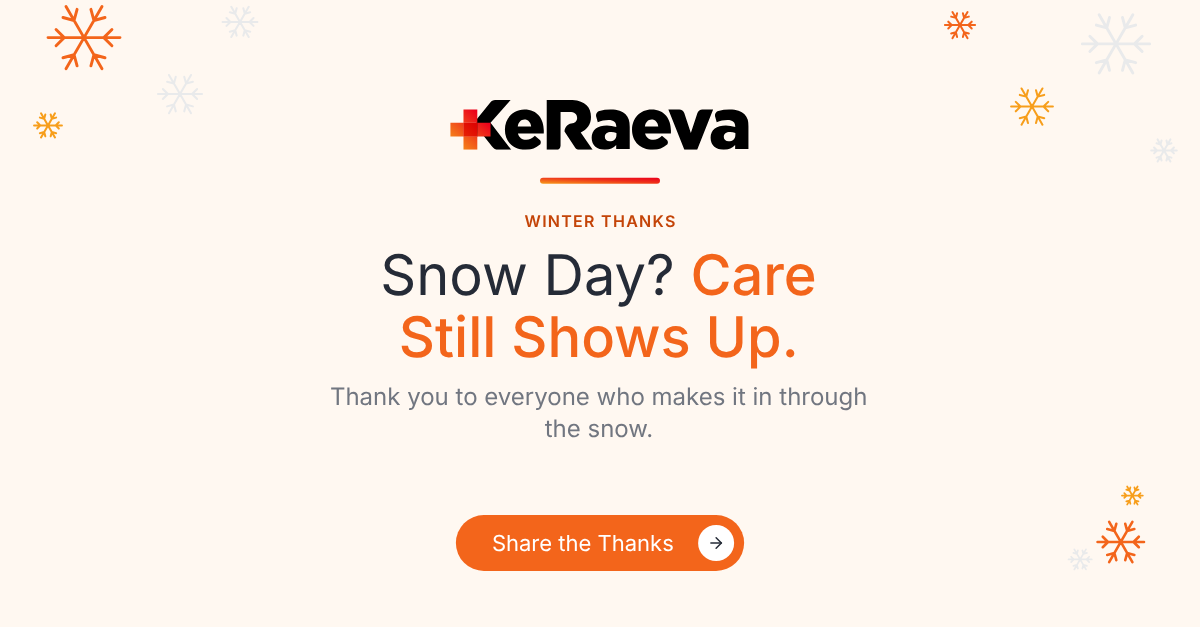 KeRaeva
WINTER THANKS
Snow Day? Care
Still Shows Up.
Thank you to everyone who makes it in through
the snow.
Share the Thanks